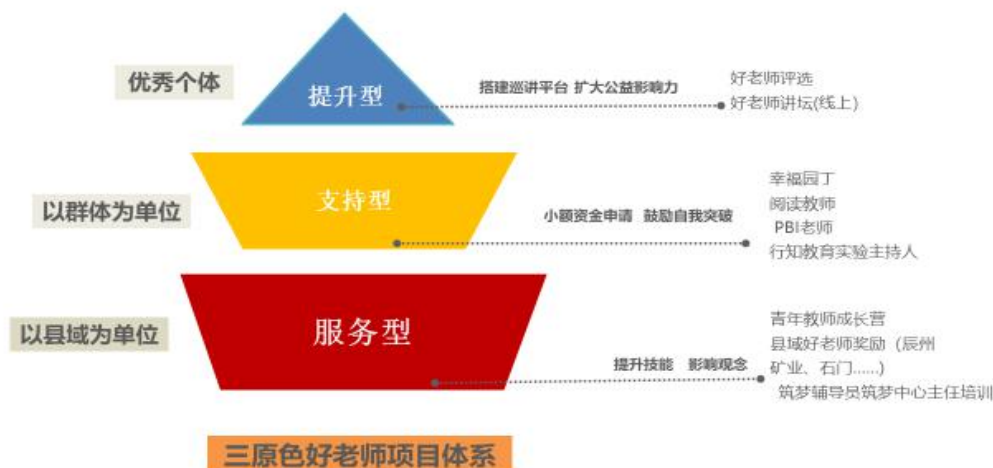 优秀个体
提升型
搭建巡讲平台 扩大公益影响力
好老师评选
好老师讲坛(线上)
以群体为单位
支持型
小额资金申请 鼓励自我突破
幸福园丁
阅读教师
PBI老师
行知教育实验主持人
以县域为单位
服务型
提升技能 影响观念
青年教师成长营
县域好老师奖励（辰州
矿业、石门......)
筑梦辅导员筑梦中心主任培训
三原色好老师项目体系